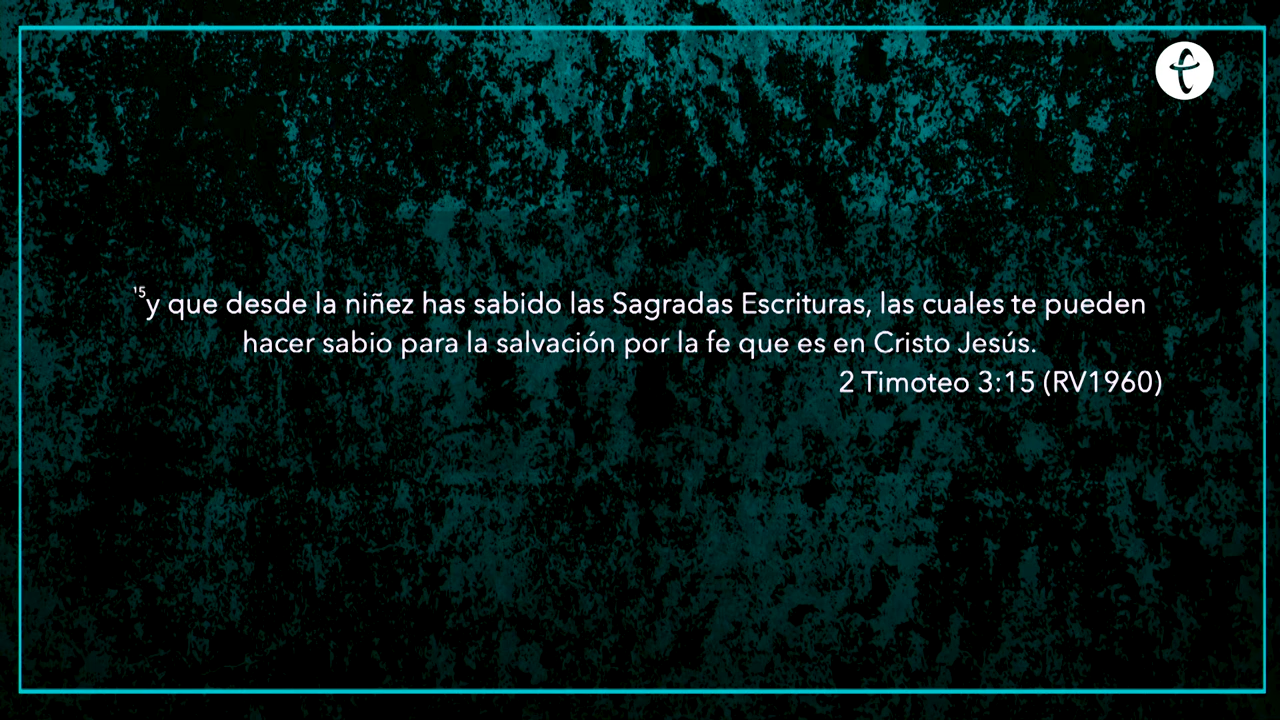 ¹⁵y que desde la niñez has sabido las Sagradas Escrituras, las cuales te pueden
hacer sabio para la salvación por la fe que es en Cristo Jesús.
2 Timoteo 3:15 (RV1960)